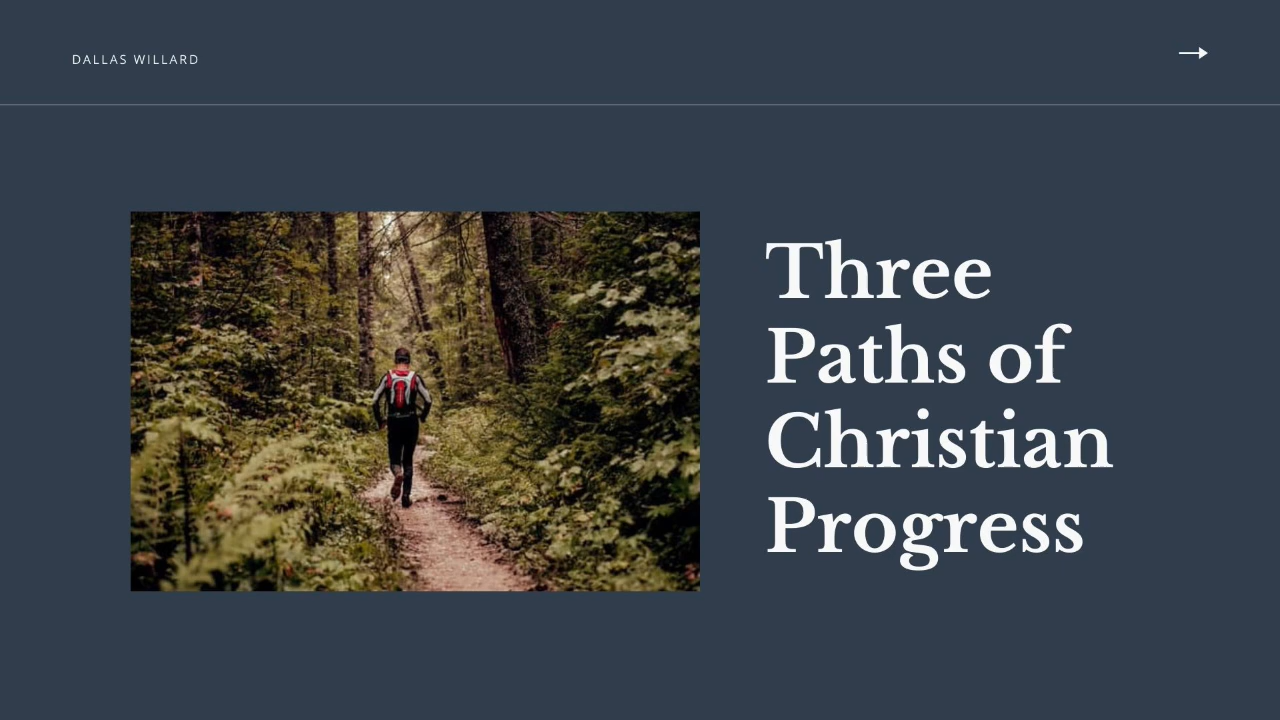 DALLAS WILLARD
Three
Paths of
Christian
Progress